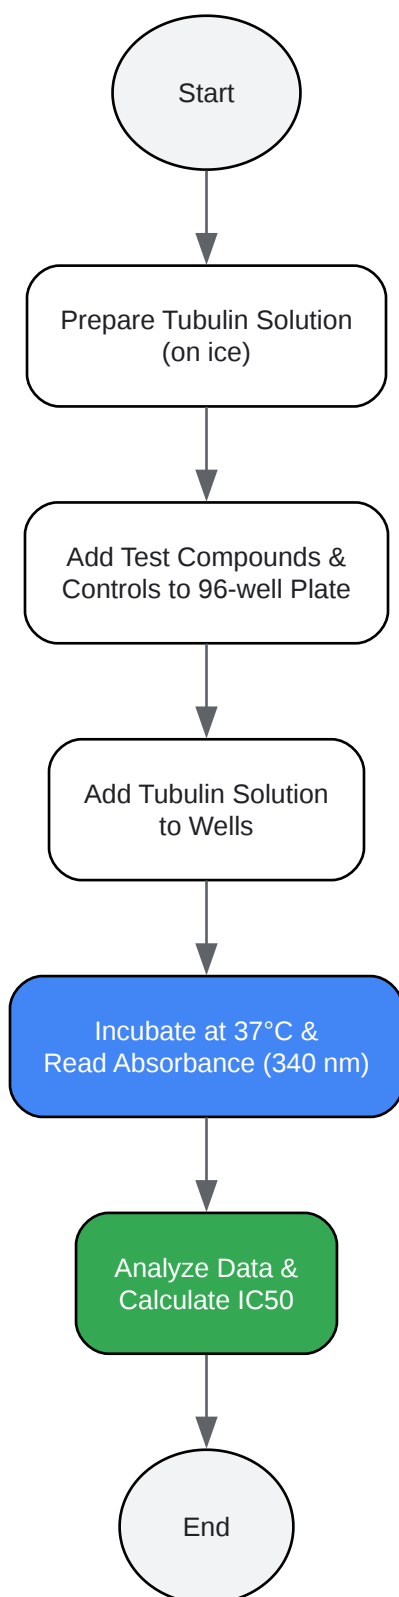 Start
Prepare Tubulin Solution
(on ice)
Add Test Compounds &
Controls to 96-well Plate
Add Tubulin Solution
to Wells
Incubate at 37°C &
Read Absorbance (340 nm)
Analyze Data &
Calculate IC50
End